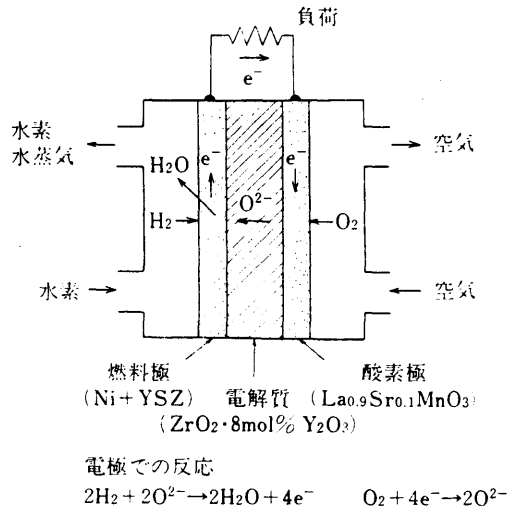 負荷
e⁻
水素
水蒸気
空気
H₂O
e⁻
e⁻
O²⁻
H₂
O₂
水素
空気
燃料極
(Ni+YSZ)
電解質
(ZrO₂・8mol% Y₂O₃)
酸素極
(La₀.₉Sr₀.₁MnO₃)
電極での反応
2H₂+2O²⁻→2H₂O+4e⁻ O₂+4e⁻→2O²⁻